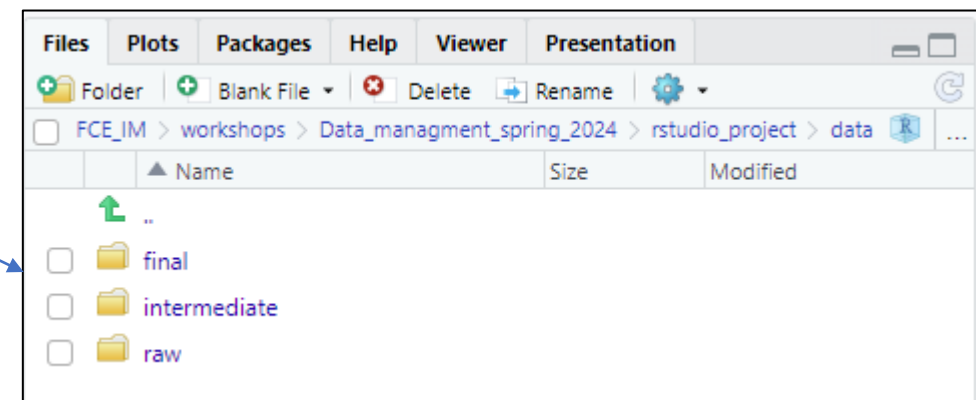 Files Plots Packages Help Viewer Presentation
Folder Blank File Delete Rename
FCE_IM > workshops > Data_managment_spring_2024 > rstudio_project > data R ...
Name Size Modified
..
final
intermediate
raw